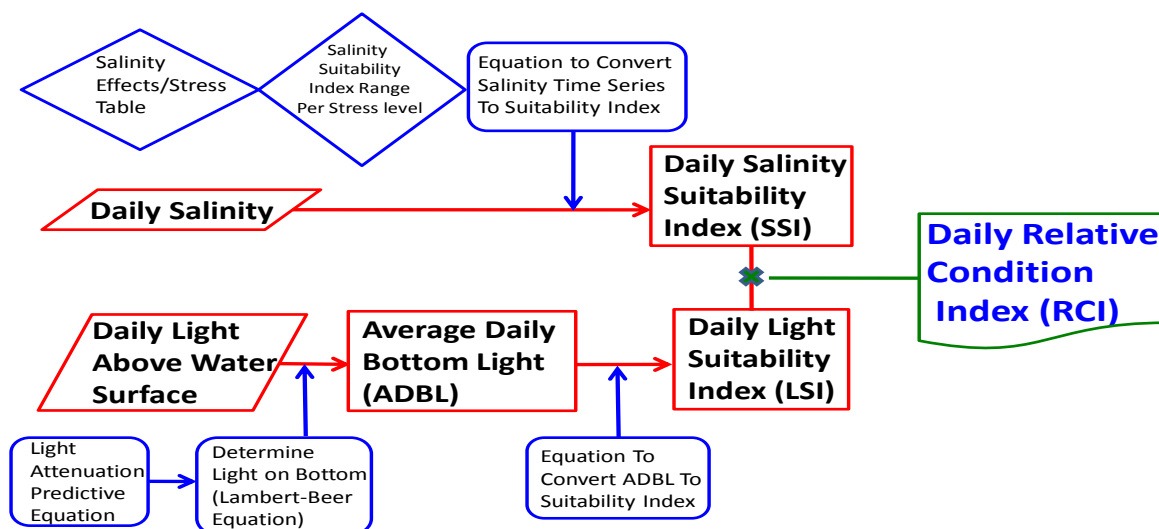 Salinity
Effects/Stress
Table
Salinity
Suitability
Index Range
Per Stress level
Equation to Convert
Salinity Time Series
To Suitability Index
Daily Salinity
Daily Salinity
Suitability
Index (SSI)
Daily Relative
Condition
Index (RCI)
Daily Light
Above Water
Surface
Average Daily
Bottom Light
(ADBL)
Daily Light
Suitability
Index (LSI)
Light
Attenuation
Predictive
Equation
Determine
Light on Bottom
(Lambert-Beer
Equation)
Equation To
Convert ADBL To
Suitability Index